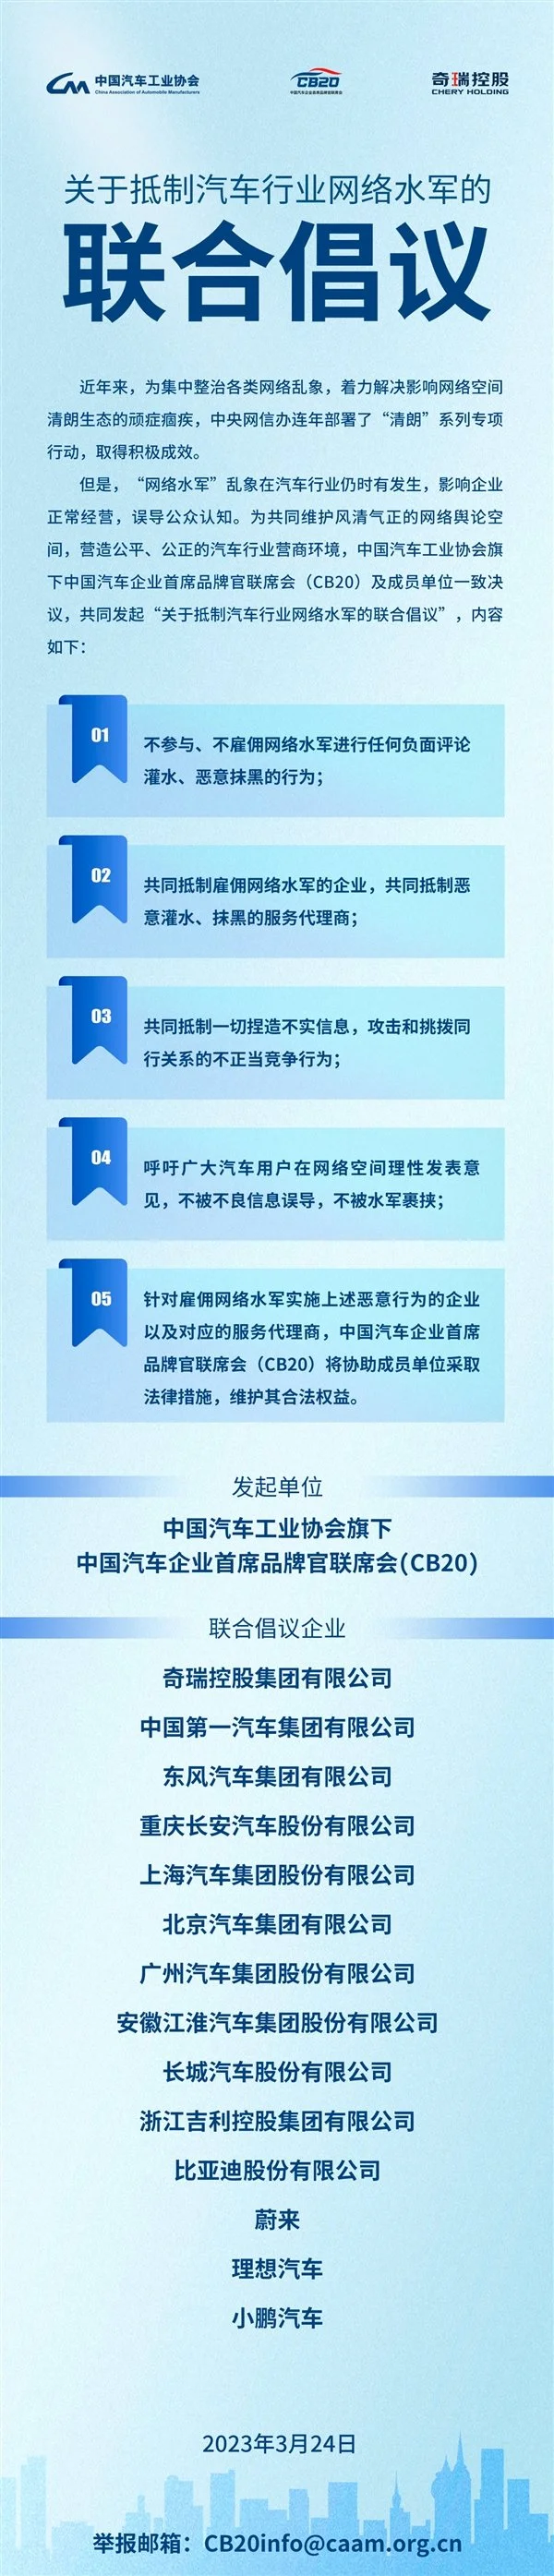 中国汽车工业协会
China Association of Automobile Manufacturers
CB20
中国汽车企业首席品牌官联席会
奇瑞控股
CHERY HOLDING
关于抵制汽车行业网络水军的
联合倡议
近年来，为集中整治各类网络乱象，着力解决影响网络空间
清朗生态的顽症痼疾，中央网信办连年部署了“清朗”系列专项
行动，取得积极成效。
但是，“网络水军”乱象在汽车行业仍时有发生，影响企业
正常经营，误导公众认知。为共同维护风清气正的网络舆论空
间，营造公平、公正的汽车行业营商环境，中国汽车工业协会旗
下中国汽车企业首席品牌官联席会（CB20）及成员单位一致决
议，共同发起“关于抵制汽车行业网络水军的联合倡议”，内容
如下：
01
不参与、不雇佣网络水军进行任何负面评论
灌水、恶意抹黑的行为；
02
共同抵制雇佣网络水军的企业，共同抵制恶
意灌水、抹黑的服务代理商；
03
共同抵制一切捏造不实信息，攻击和挑拨同
行关系的不正当竞争行为；
04
呼吁广大汽车用户在网络空间理性发表意
见，不被不良信息误导，不被水军裹挟；
05
针对雇佣网络水军实施上述恶意行为的企业
以及对应的服务代理商，中国汽车企业首席
品牌官联席会（CB20）将协助成员单位采取
法律措施，维护其合法权益。
发起单位
中国汽车工业协会旗下
中国汽车企业首席品牌官联席会(CB20)
联合倡议企业
奇瑞控股集团有限公司
中国第一汽车集团有限公司
东风汽车集团有限公司
重庆长安汽车股份有限公司
上海汽车集团股份有限公司
北京汽车集团有限公司
广州汽车集团股份有限公司
安徽江淮汽车集团股份有限公司
长城汽车股份有限公司
浙江吉利控股集团有限公司
比亚迪股份有限公司
蔚来
理想汽车
小鹏汽车
2023年3月24日
举报邮箱：CB20info@caam.org.cn